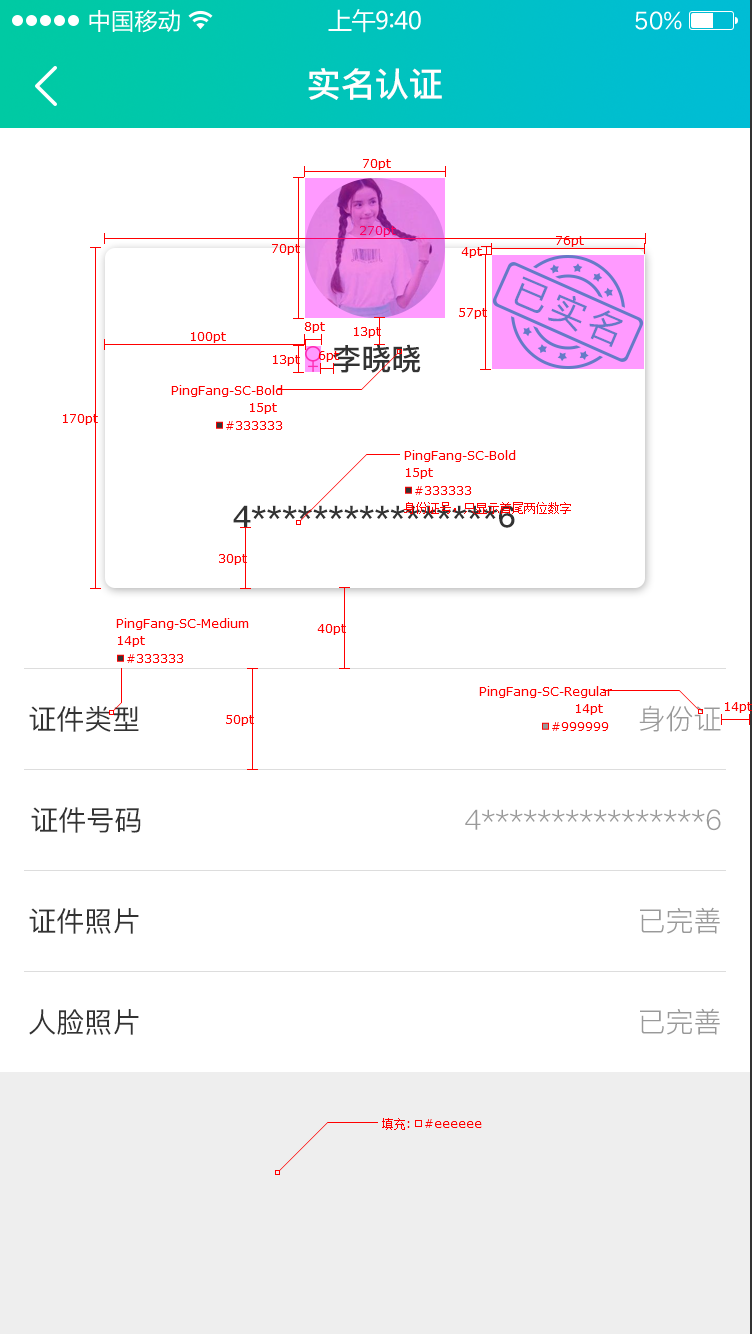 中国移动 上午9:40 50%
实名认证
70pt
270pt
70pt
76pt
4pt
已实名
57pt
8pt
13pt
100pt
13pt
6pt
李晓晓
PingFang-SC-Bold
15pt
#333333
170pt
PingFang-SC-Bold
15pt
#333333
身份证号，只显示首尾两位数字
4****************6
30pt
PingFang-SC-Medium
14pt
#333333
40pt
PingFang-SC-Regular
14pt
#999999
14pt
50pt
证件类型 身份证
证件号码 4****************6
证件照片 已完善
人脸照片 已完善
填充: #eeeeee